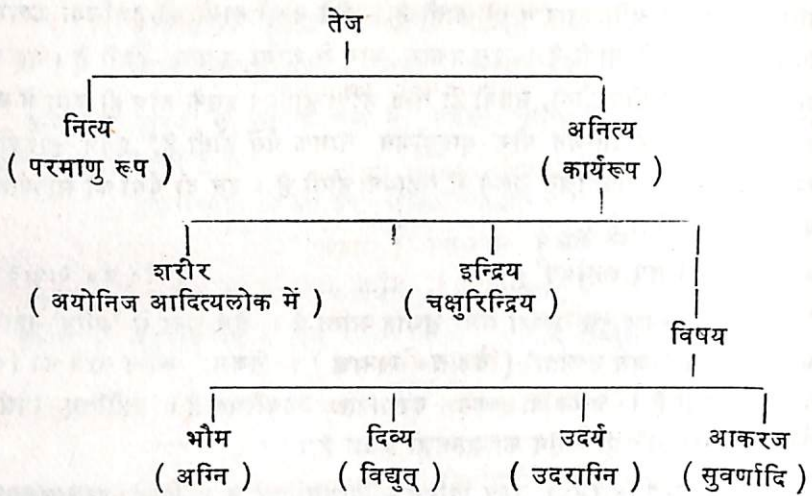 तेज
नित्य अनित्य
( परमाणु रूप ) ( कार्यरूप )
शरीर इन्द्रिय
( अयोनिज आदित्यलोक में ) ( चक्षुरिन्द्रिय )
विषय
भौम दिव्य उदर्य आकरज
( अग्नि ) ( विद्युत् ) ( उदराग्नि ) ( सुवर्णादि )